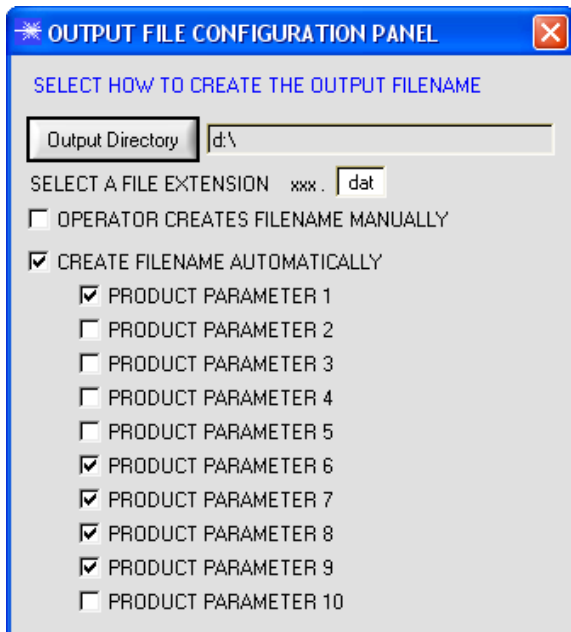 OUTPUT FILE CONFIGURATION PANEL
SELECT HOW TO CREATE THE OUTPUT FILENAME
Output Directory d:\
SELECT A FILE EXTENSION xxx . dat
OPERATOR CREATES FILENAME MANUALLY
CREATE FILENAME AUTOMATICALLY
PRODUCT PARAMETER 1
PRODUCT PARAMETER 2
PRODUCT PARAMETER 3
PRODUCT PARAMETER 4
PRODUCT PARAMETER 5
PRODUCT PARAMETER 6
PRODUCT PARAMETER 7
PRODUCT PARAMETER 8
PRODUCT PARAMETER 9
PRODUCT PARAMETER 10